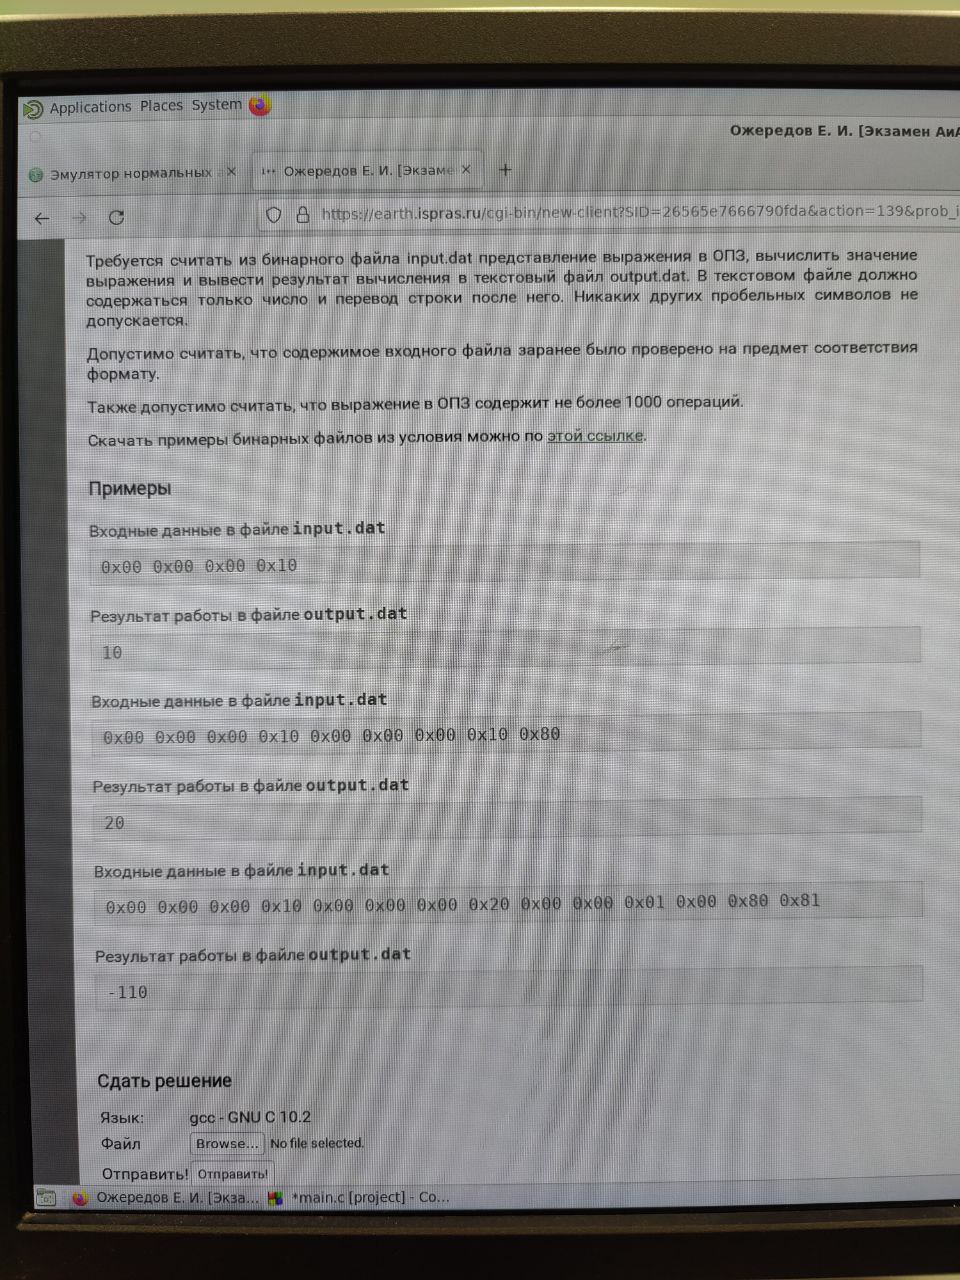 Applications Places System
Ожередов Е. И. [Экзамен АиА
Эмулятор нормальных × Ожередов Е. И. [Экзаме × +
https://earth.ispras.ru/cgi-bin/new-client?SID=26565e7666790fda&action=139&prob_i
Требуется считать из бинарного файла input.dat представление выражения в ОПЗ, вычислить значение
выражения и вывести результат вычисления в текстовый файл output.dat. В текстовом файле должно
содержаться только число и перевод строки после него. Никаких других пробельных символов не
допускается.
Допустимо считать, что содержимое входного файла заранее было проверено на предмет соответствия
формату.
Также допустимо считать, что выражение в ОПЗ содержит не более 1000 операций.
Скачать примеры бинарных файлов из условия можно по этой ссылке.
Примеры
Входные данные в файле input.dat
0x00 0x00 0x00 0x10
Результат работы в файле output.dat
10
Входные данные в файле input.dat
0x00 0x00 0x00 0x10 0x00 0x00 0x00 0x10 0x80
Результат работы в файле output.dat
20
Входные данные в файле input.dat
0x00 0x00 0x00 0x10 0x00 0x00 0x00 0x20 0x00 0x00 0x01 0x00 0x80 0x81
Результат работы в файле output.dat
-110
Сдать решение
Язык: gcc - GNU C 10.2
Файл Browse... No file selected.
Отправить! Отправить!
Ожередов Е. И. [Экза... *main.c [project] - Co...